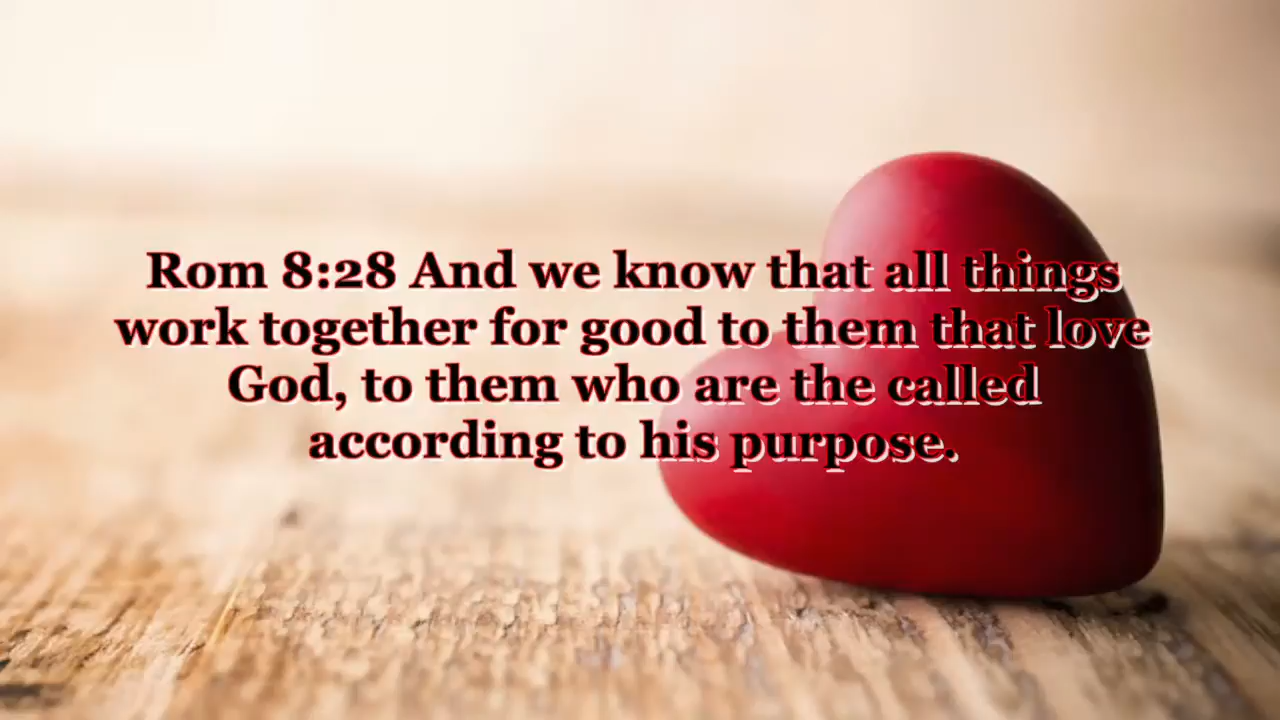 Rom 8:28 And we know that all things
work together for good to them that love
God, to them who are the called
according to his purpose.